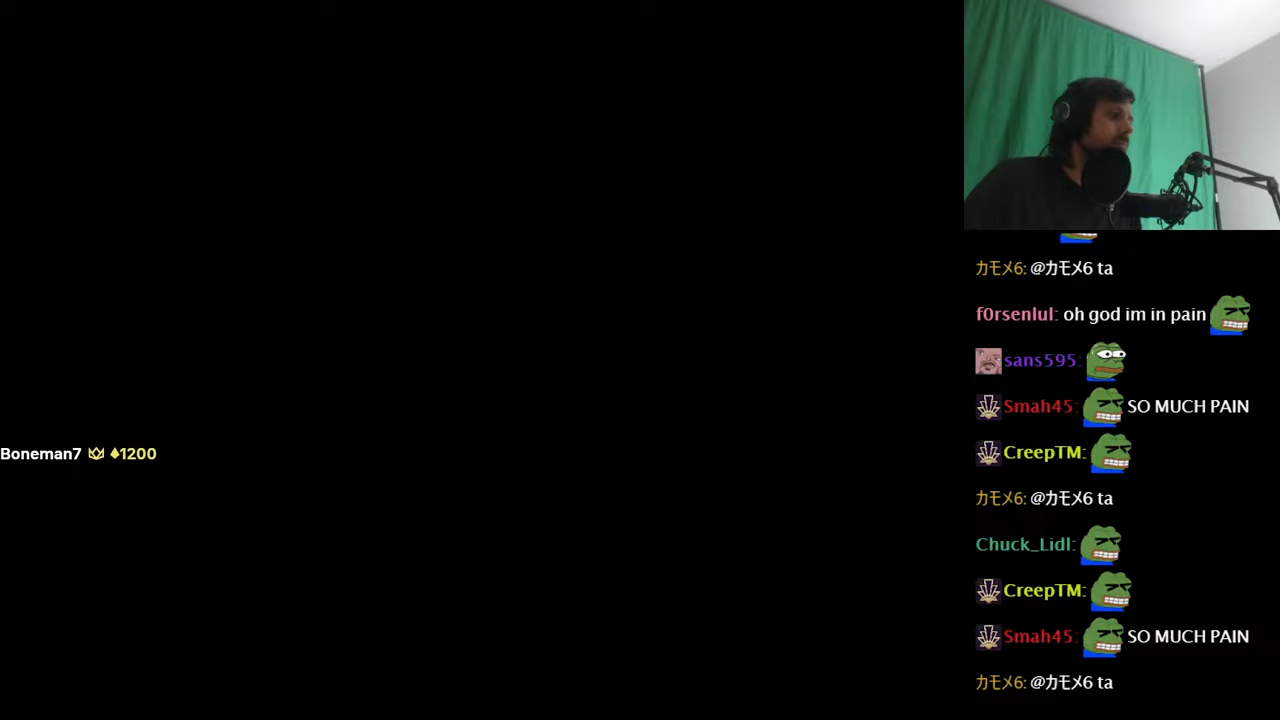 カモメ6: @カモメ6 ta
f0rsenlul: oh god im in pain
sans595:
Smah45: SO MUCH PAIN
CreepTM:
Boneman7 1200
カモメ6: @カモメ6 ta
Chuck_Lidl:
CreepTM:
Smah45: SO MUCH PAIN
カモメ6: @カモメ6 ta